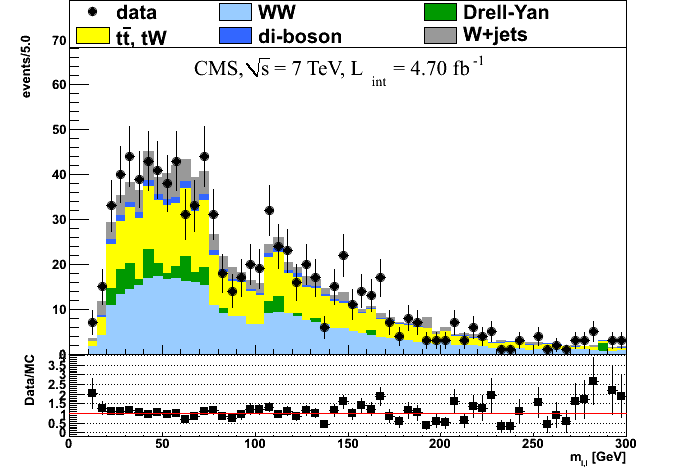 data WW Drell-Yan
tt̄, tW di-boson W+jets
CMS, √s = 7 TeV, L int = 4.70 fb⁻¹
events/5.0
70
60
50
40
30
20
10
0
Data/MC
3.5
3
2.5
2
1.5
1
0.5
0
0 50 100 150 200 250 300
m l,l [GeV]